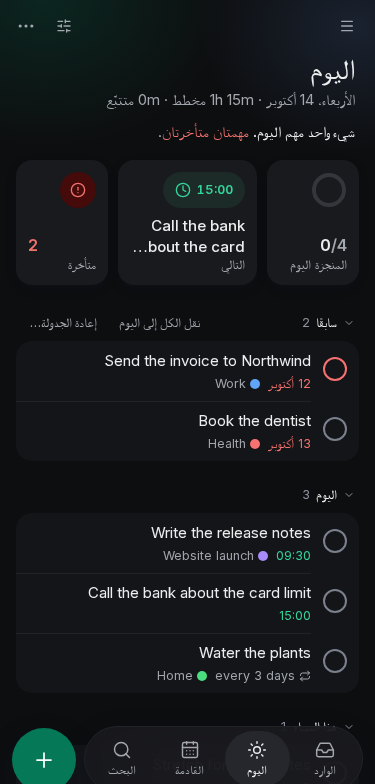 اليوم
الأربعاء، 14 أكتوبر · 1h 15m مخطط · 0m متتبّع
شيء واحد مهم اليوم. مهمتان متأخرتان.
0/4
المنجزة اليوم
15:00
Call the bank
…bout the card
التالي
2
متأخرة
سابقا 2
نقل الكل إلى اليوم
إعادة الجدولة…
Send the invoice to Northwind
12 أكتوبر Work
Book the dentist
13 أكتوبر Health
اليوم 3
Write the release notes
09:30 Website launch
Call the bank about the card limit
15:00
Water the plants
every 3 days Home
الوارد
اليوم
القادمة
البحث